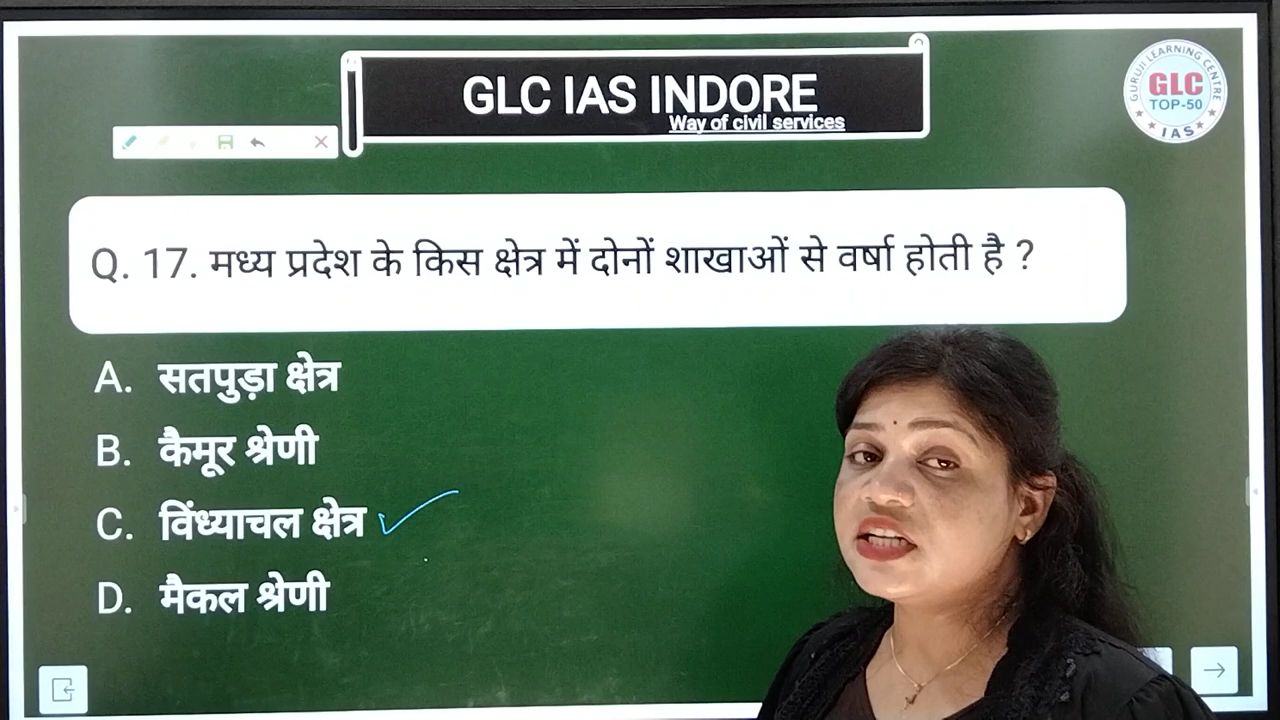 GLC IAS INDORE
Way of civil services
GURUJI LEARNING CENTRE
GLC
TOP-50
IAS
Q. 17. मध्य प्रदेश के किस क्षेत्र में दोनों शाखाओं से वर्षा होती है ?
A. सतपुड़ा क्षेत्र
B. कैमूर श्रेणी
C. विंध्याचल क्षेत्र
D. मैकल श्रेणी